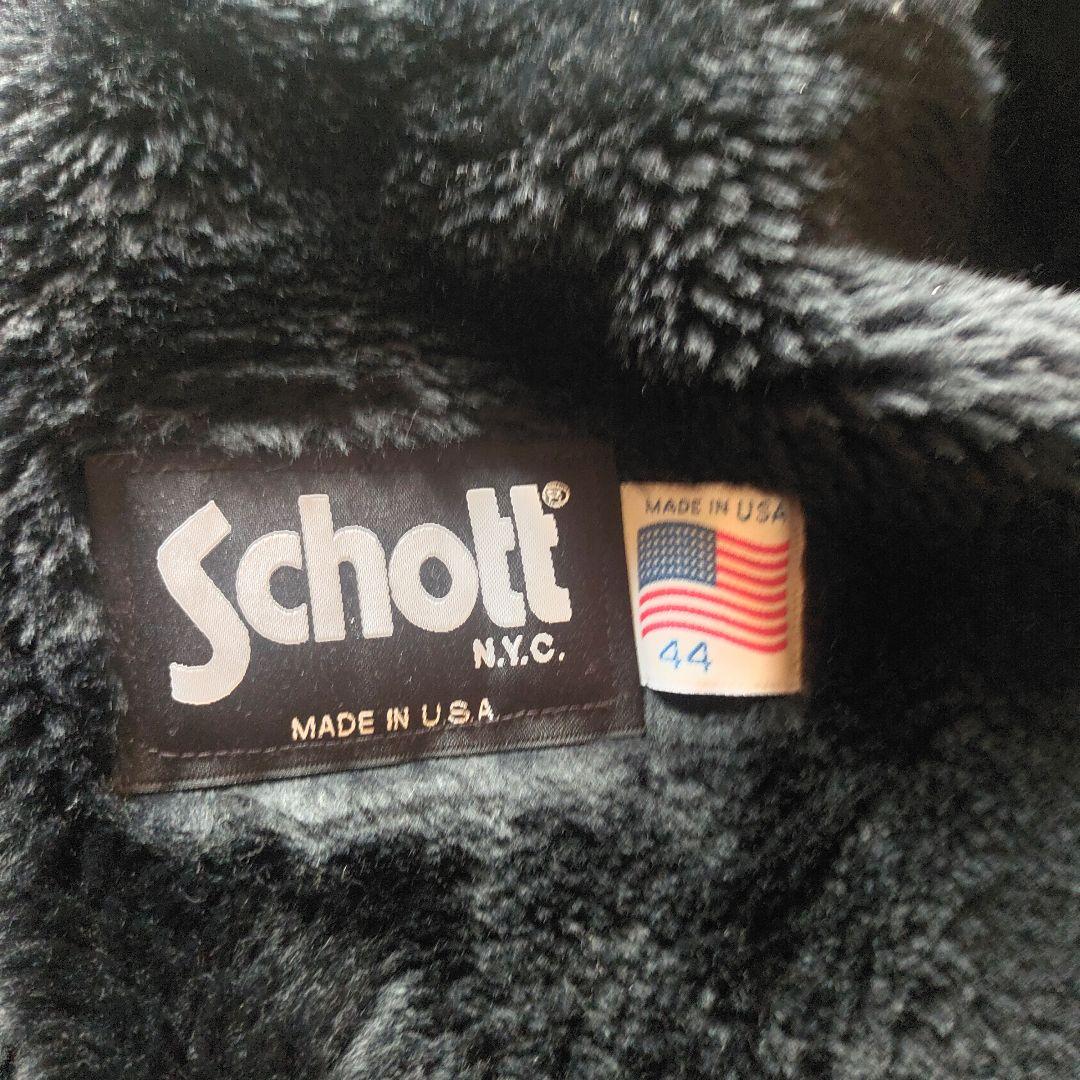 Schott®
N.Y.C.
MADE IN U.S.A.
MADE IN USA
44